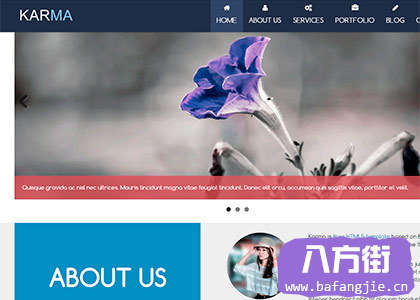 KARMA
HOME
ABOUT US
SERVICES
PORTFOLIO
BLOG
Quisque gravida ac nisl nec ultrices. Mauris tincidunt magna vitae feugiat tincidunt. Donec elit arcu, accumsan quis sagittis vitae, porttitor et velit.
ABOUT US
Karma is free HTML5 template based on
八方街
www.bafangjie.cn